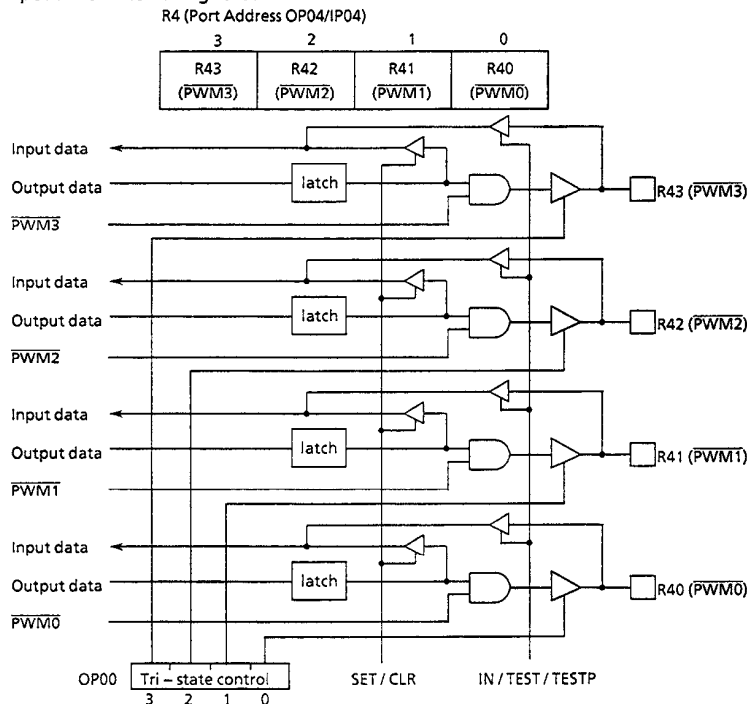 R4 (Port Address OP04/IP04)
3 2 1 0
R43 R42 R41 R40
(PWM3) (PWM2) (PWM1) (PWM0)
Input data
Output data
latch
R43 (PWM3)
PWM3
Input data
Output data
latch
R42 (PWM2)
PWM2
Input data
Output data
latch
R41 (PWM1)
PWM1
Input data
Output data
latch
R40 (PWM0)
PWM0
OP00 Tri – state control SET / CLR IN / TEST / TESTP
3 2 1 0